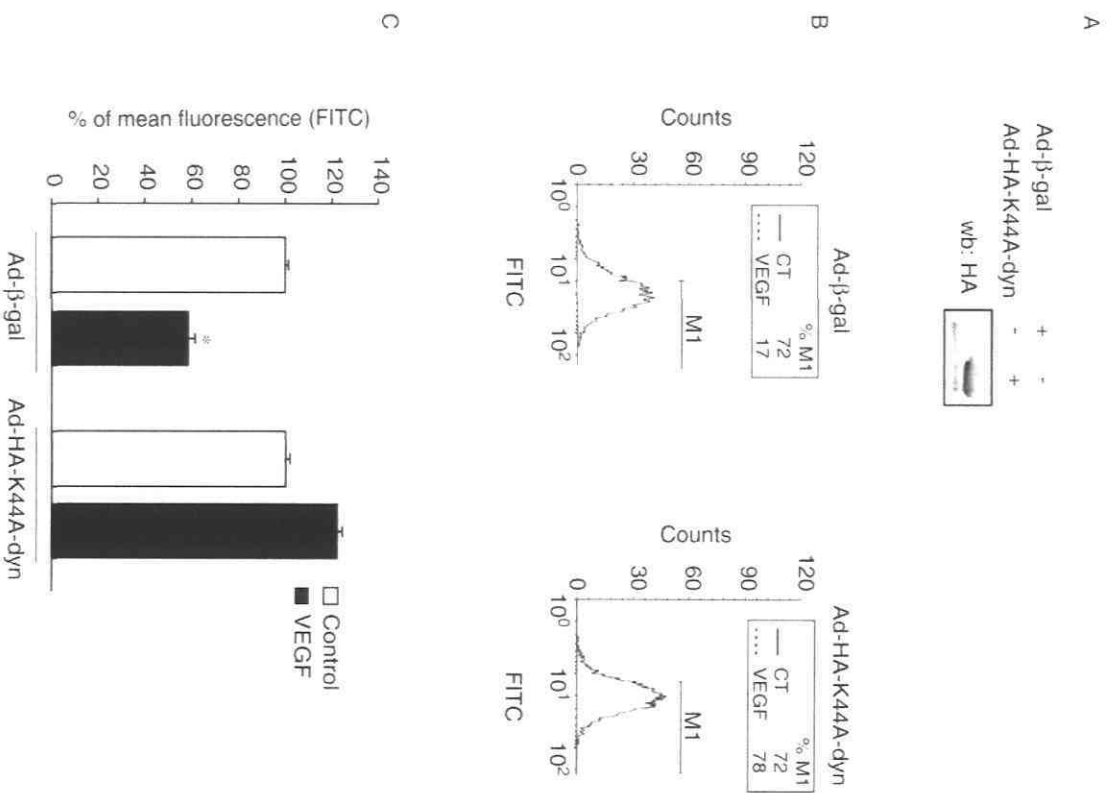 A
Ad-β-gal + -
Ad-HA-K44A-dyn - +
wb: HA
B
Ad-β-gal
Counts
120
90
60
30
0
% M1
CT 72
VEGF 17
M1
10⁰ 10¹ 10²
FITC
Ad-HA-K44A-dyn
Counts
120
90
60
30
0
% M1
CT 72
VEGF 78
M1
10⁰ 10¹ 10²
FITC
C
% of mean fluorescence (FITC)
140
120
100
80
60
40
20
0
*
Control
VEGF
Ad-β-gal Ad-HA-K44A-dyn